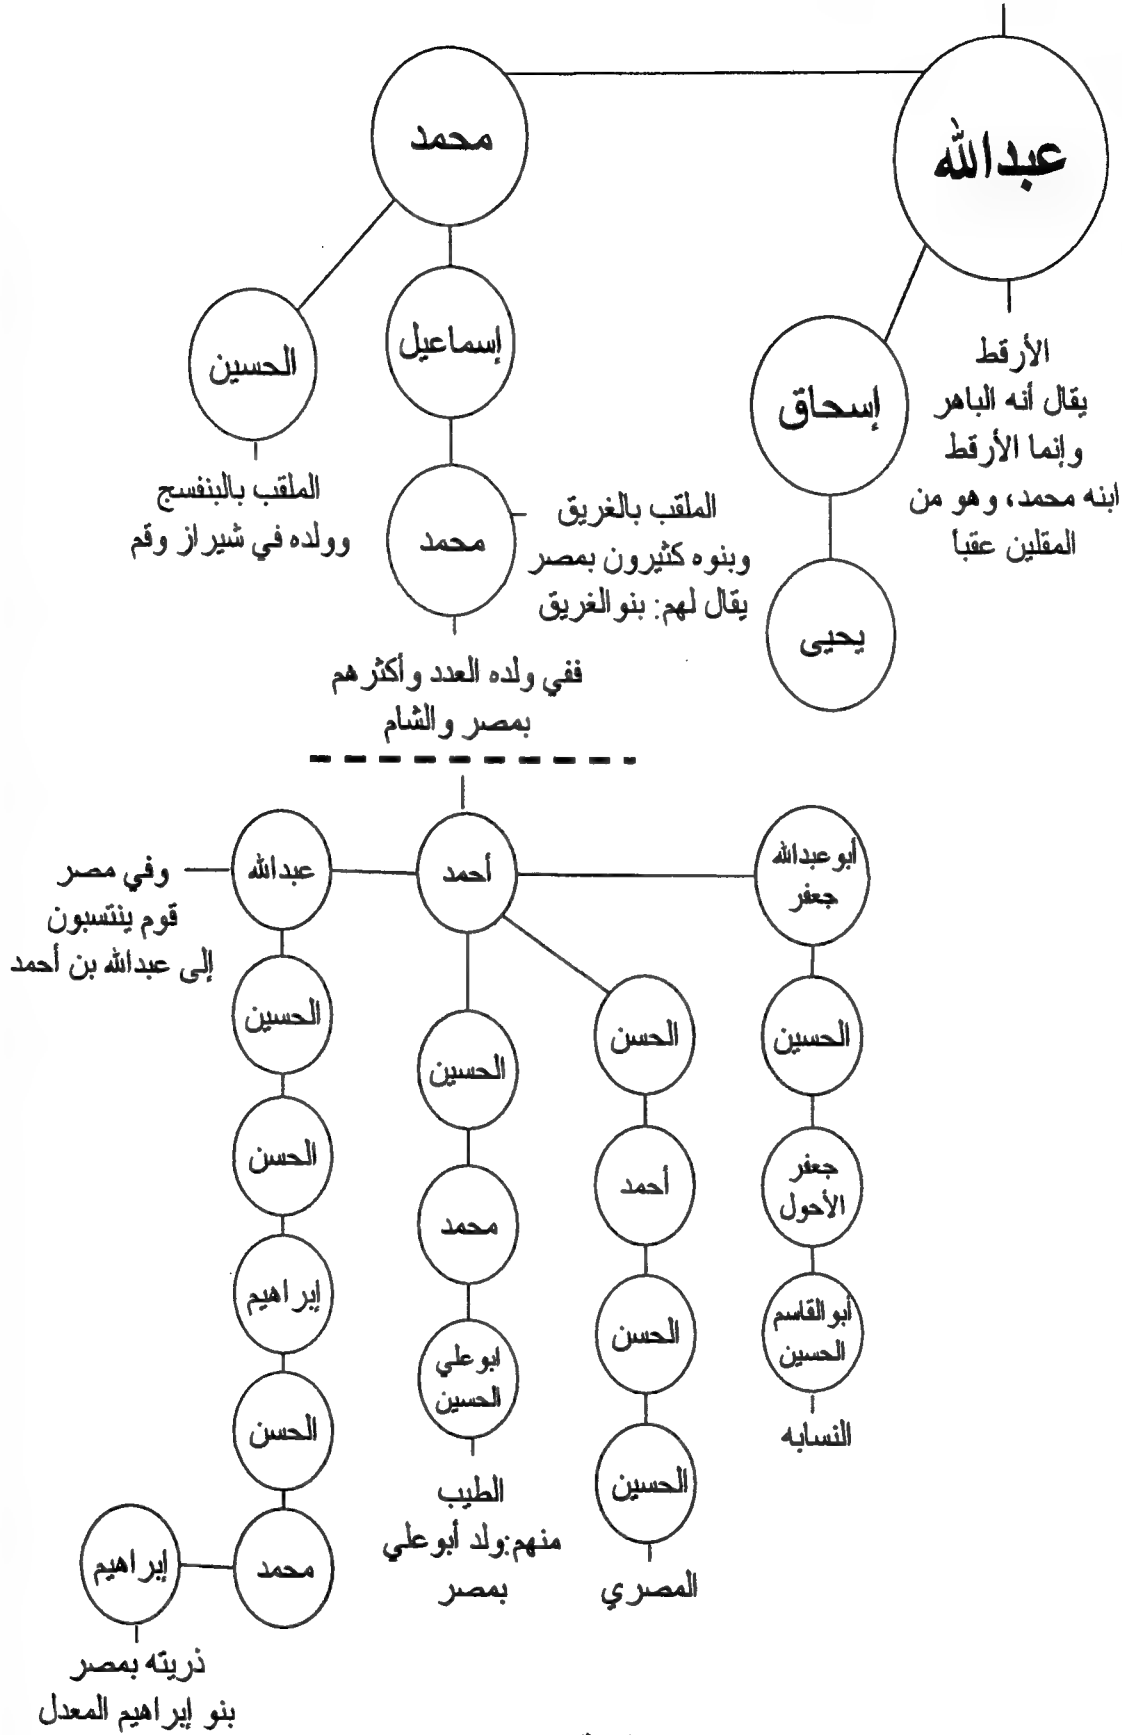 عبدالله
محمد
الأرقط
يقال أنه الباهر
وإنما الأرقط
ابنه محمد، وهو من
المقلين عقبا
إسحاق
يحيى
إسماعيل
الحسين
الملقب بالبنفسج
وولده في شيراز وقم
محمد
الملقب بالغريق
وبنوه كثيرون بمصر
يقال لهم: بنو الغريق
ففي ولده العدد وأكثرهم
بمصر والشام
أبو عبدالله
جعفر
أحمد
عبدالله
وفي مصر
قوم ينتسبون
إلى عبدالله بن أحمد
الحسين
جعفر
الأحول
أبو القاسم
الحسين
النسابه
الحسن
أحمد
الحسن
الحسين
المصري
الحسين
محمد
ابو علي
الحسين
الطيب
منهم: ولد أبو علي
بمصر
الحسين
الحسن
إبراهيم
الحسن
محمد
إبراهيم
ذريته بمصر
بنو إبراهيم المعدل